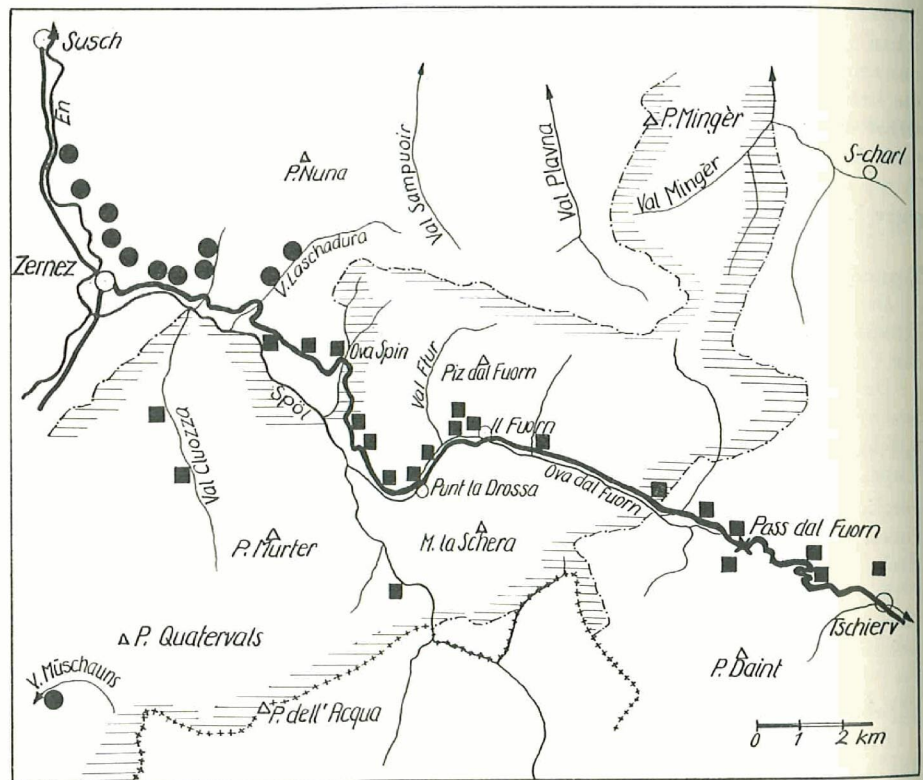 Susch
En
P. Nuna
Val Sampuoir
Val Plavna
P. Mingèr
Val Mingèr
S-charl
Zernez
V. Laschadura
Ova Spin
Val Ftur
Piz dal Fuorn
Il Fuorn
Spöl
Val Cluozza
Punt la Drossa
Ova dal Fuorn
Pass dal Fuorn
P. Murter
M. la Schera
Tschierv
P. Quatervals
P. Daint
V. Müschauns
P. dell' Acqua
0 1 2 km